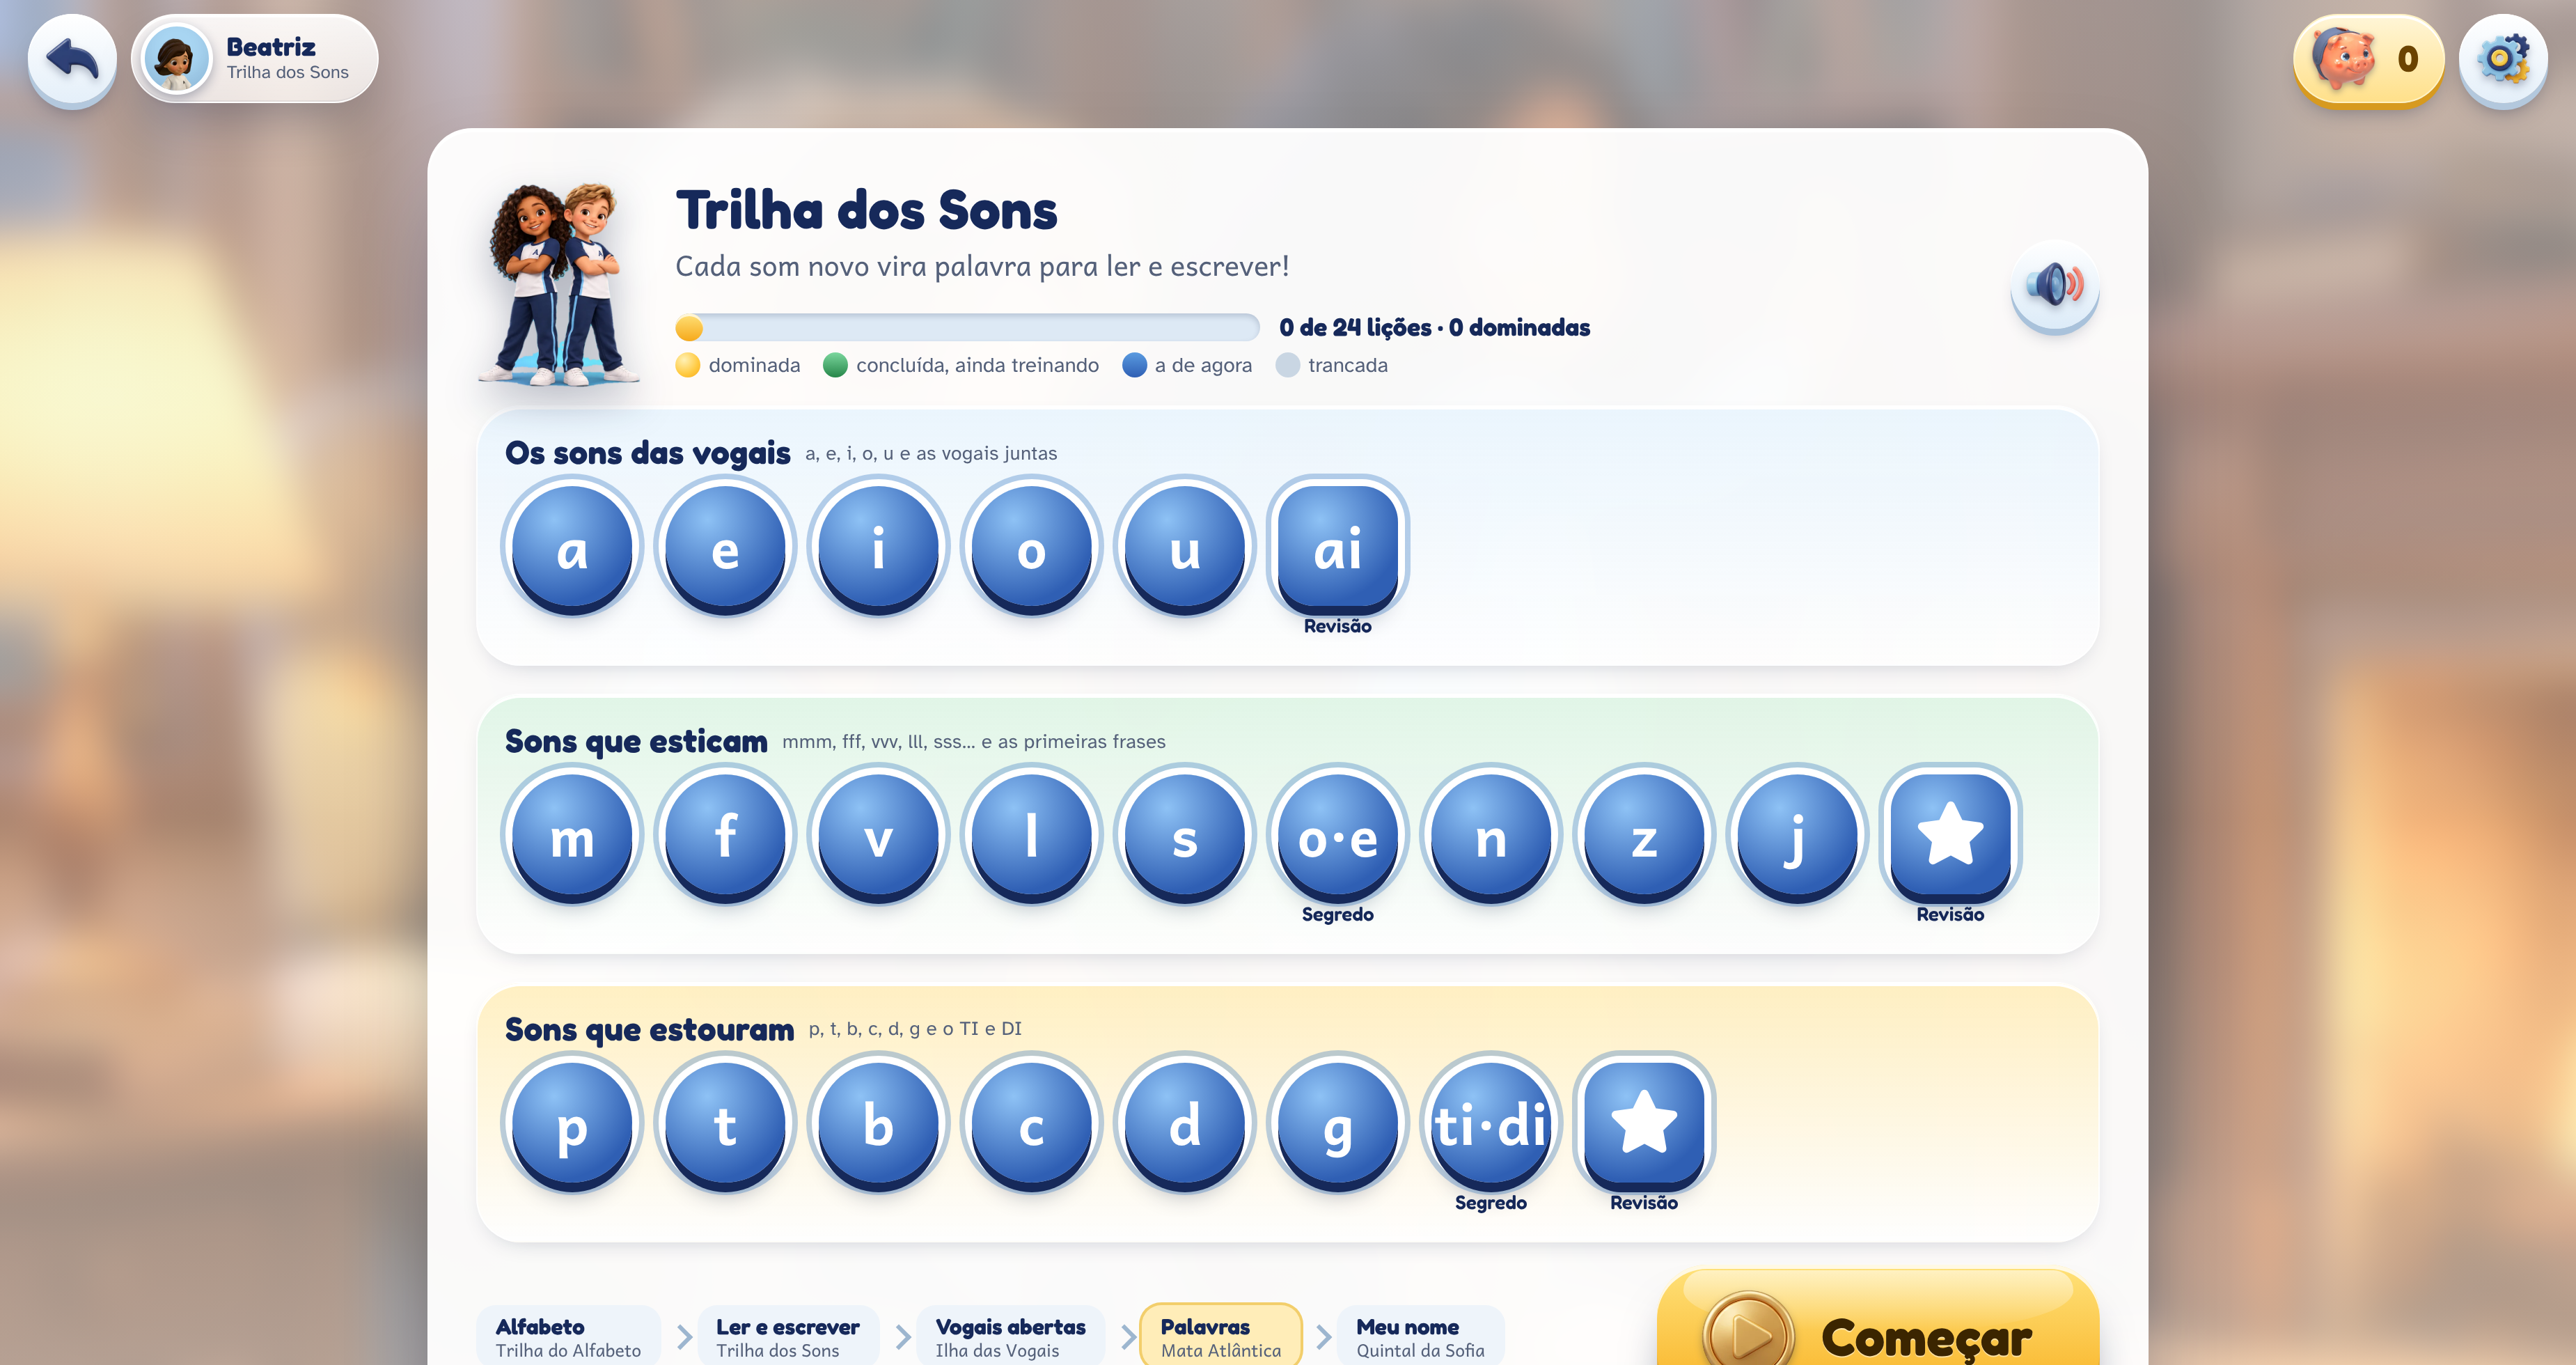 Beatriz
Trilha dos Sons
0
Trilha dos Sons
Cada som novo vira palavra para ler e escrever!
0 de 24 lições · 0 dominadas
dominada concluída, ainda treinando a de agora trancada
Os sons das vogais a, e, i, o, u e as vogais juntas
a e i o u ai
Revisão
Sons que esticam mmm, fff, vvv, lll, sss... e as primeiras frases
m f v l s o·e n z j
Segredo Revisão
Sons que estouram p, t, b, c, d, g e o TI e DI
p t b c d g ti·di
Segredo Revisão
Alfabeto Ler e escrever Vogais abertas Palavras Meu nome
Trilha do Alfabeto Trilha dos Sons Ilha das Vogais Mata Atlântica Quintal da Sofia
Começar